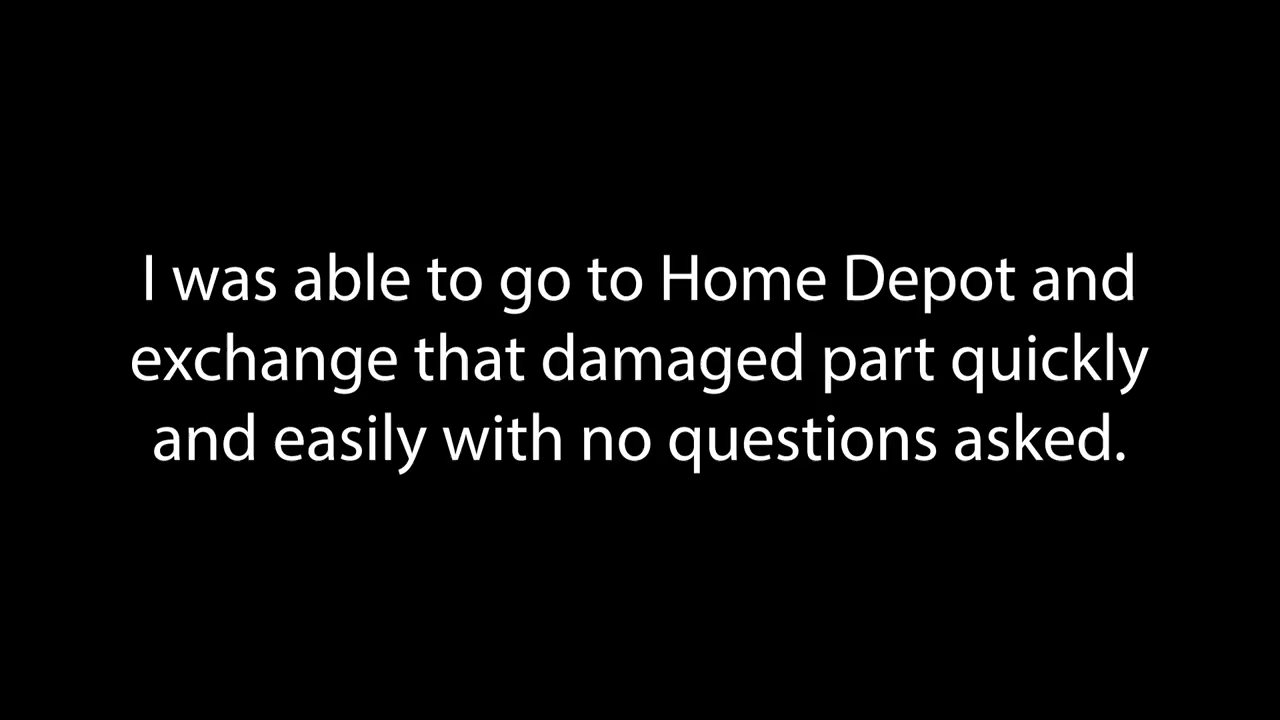 I was able to go to Home Depot and
exchange that damaged part quickly
and easily with no questions asked.